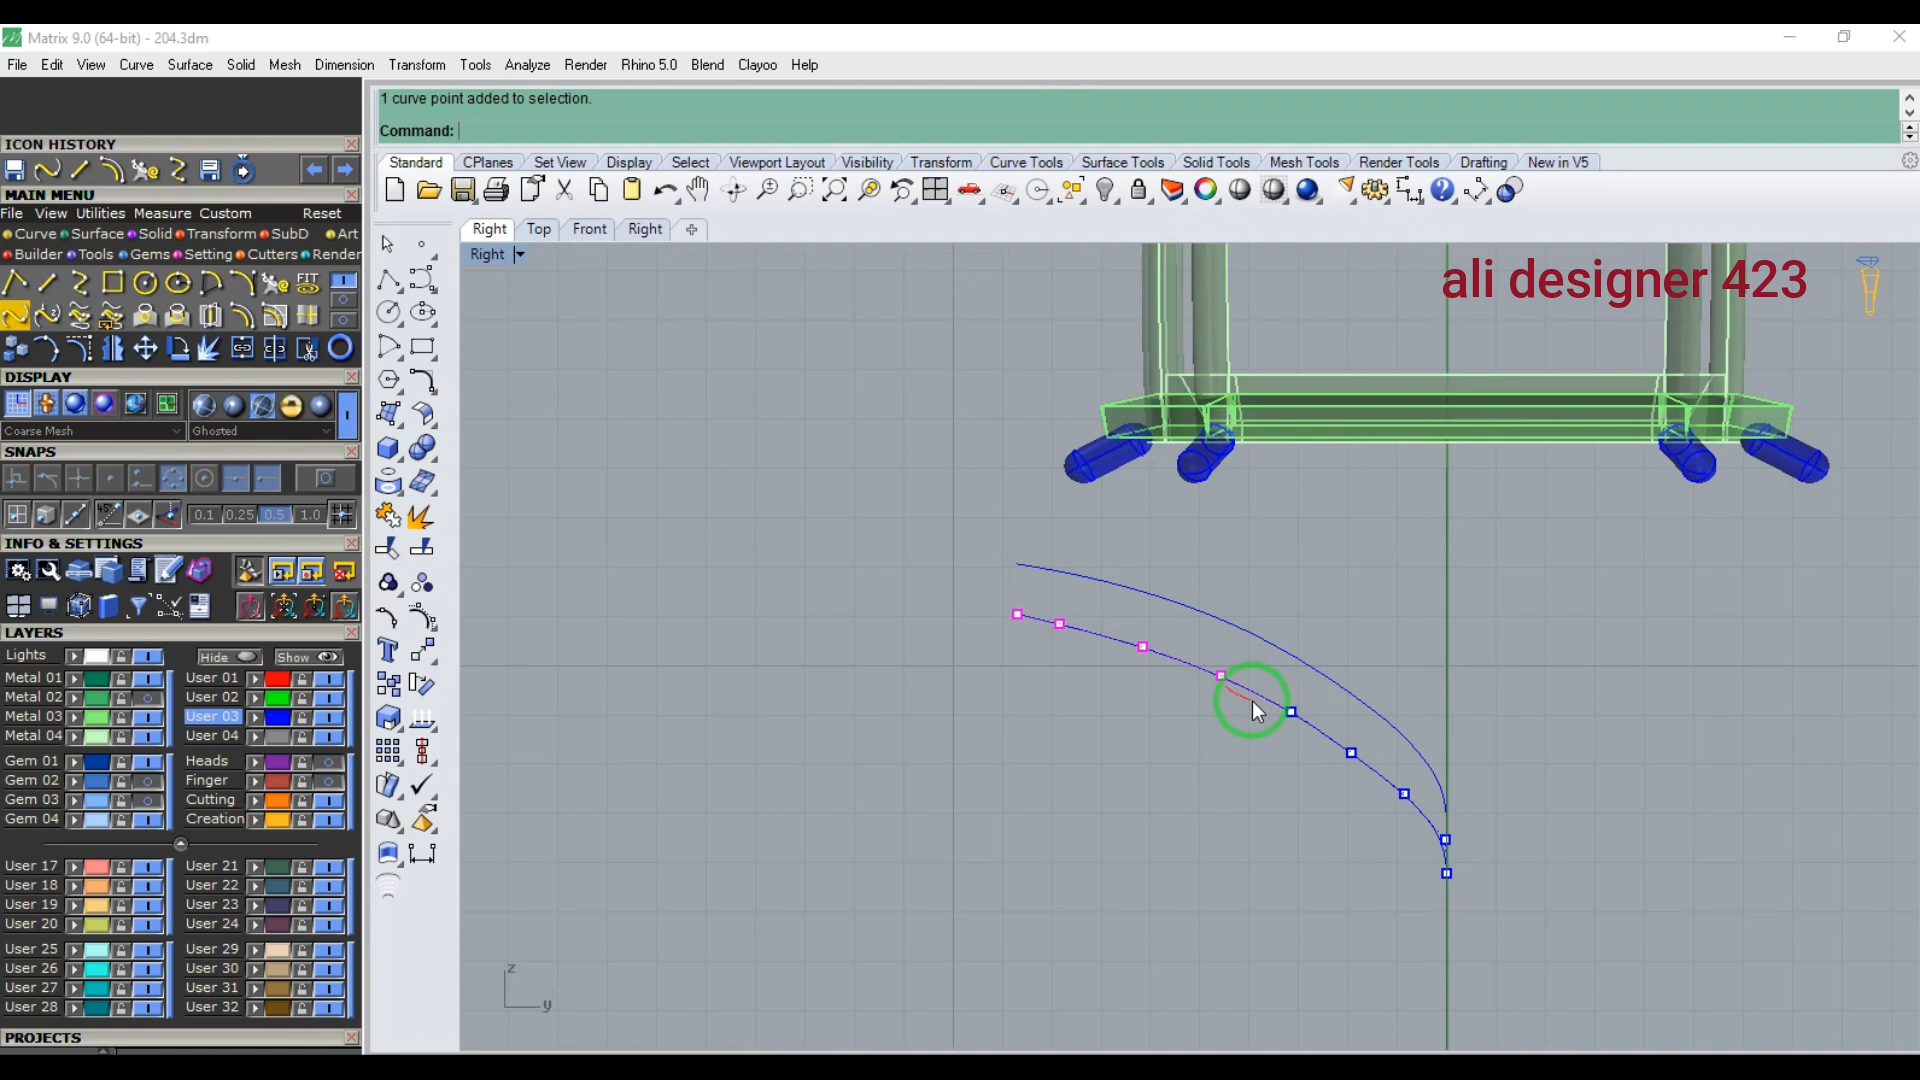 Matrix 9.0 (64-bit) - 204.3dm
File Edit View Curve Surface Solid Mesh Dimension Transform Tools Analyze Render Rhino 5.0 Blend Clayoo Help
1 curve point added to selection.
Command:
ICON HISTORY
MAIN MENU
File View Utilities Measure Custom Reset
Curve Surface Solid Transform SubD Art
Builder Tools Gems Setting Cutters Render
FIT
DISPLAY
Coarse Mesh Ghosted
SNAPS
45°
0.1 0.25 0.5 1.0
INFO & SETTINGS
LAYERS
Lights Hide Show
Metal 01 User 01
Metal 02 User 02
Metal 03 User 03
Metal 04 User 04
Gem 01 Heads
Gem 02 Finger
Gem 03 Cutting
Gem 04 Creation
User 17 User 21
User 18 User 22
User 19 User 23
User 20 User 24
User 25 User 29
User 26 User 30
User 27 User 31
User 28 User 32
PROJECTS
Standard CPlanes Set View Display Select Viewport Layout Visibility Transform Curve Tools Surface Tools Solid Tools Mesh Tools Render Tools Drafting New in V5
Right Top Front Right
Right
ali designer 423
z
y